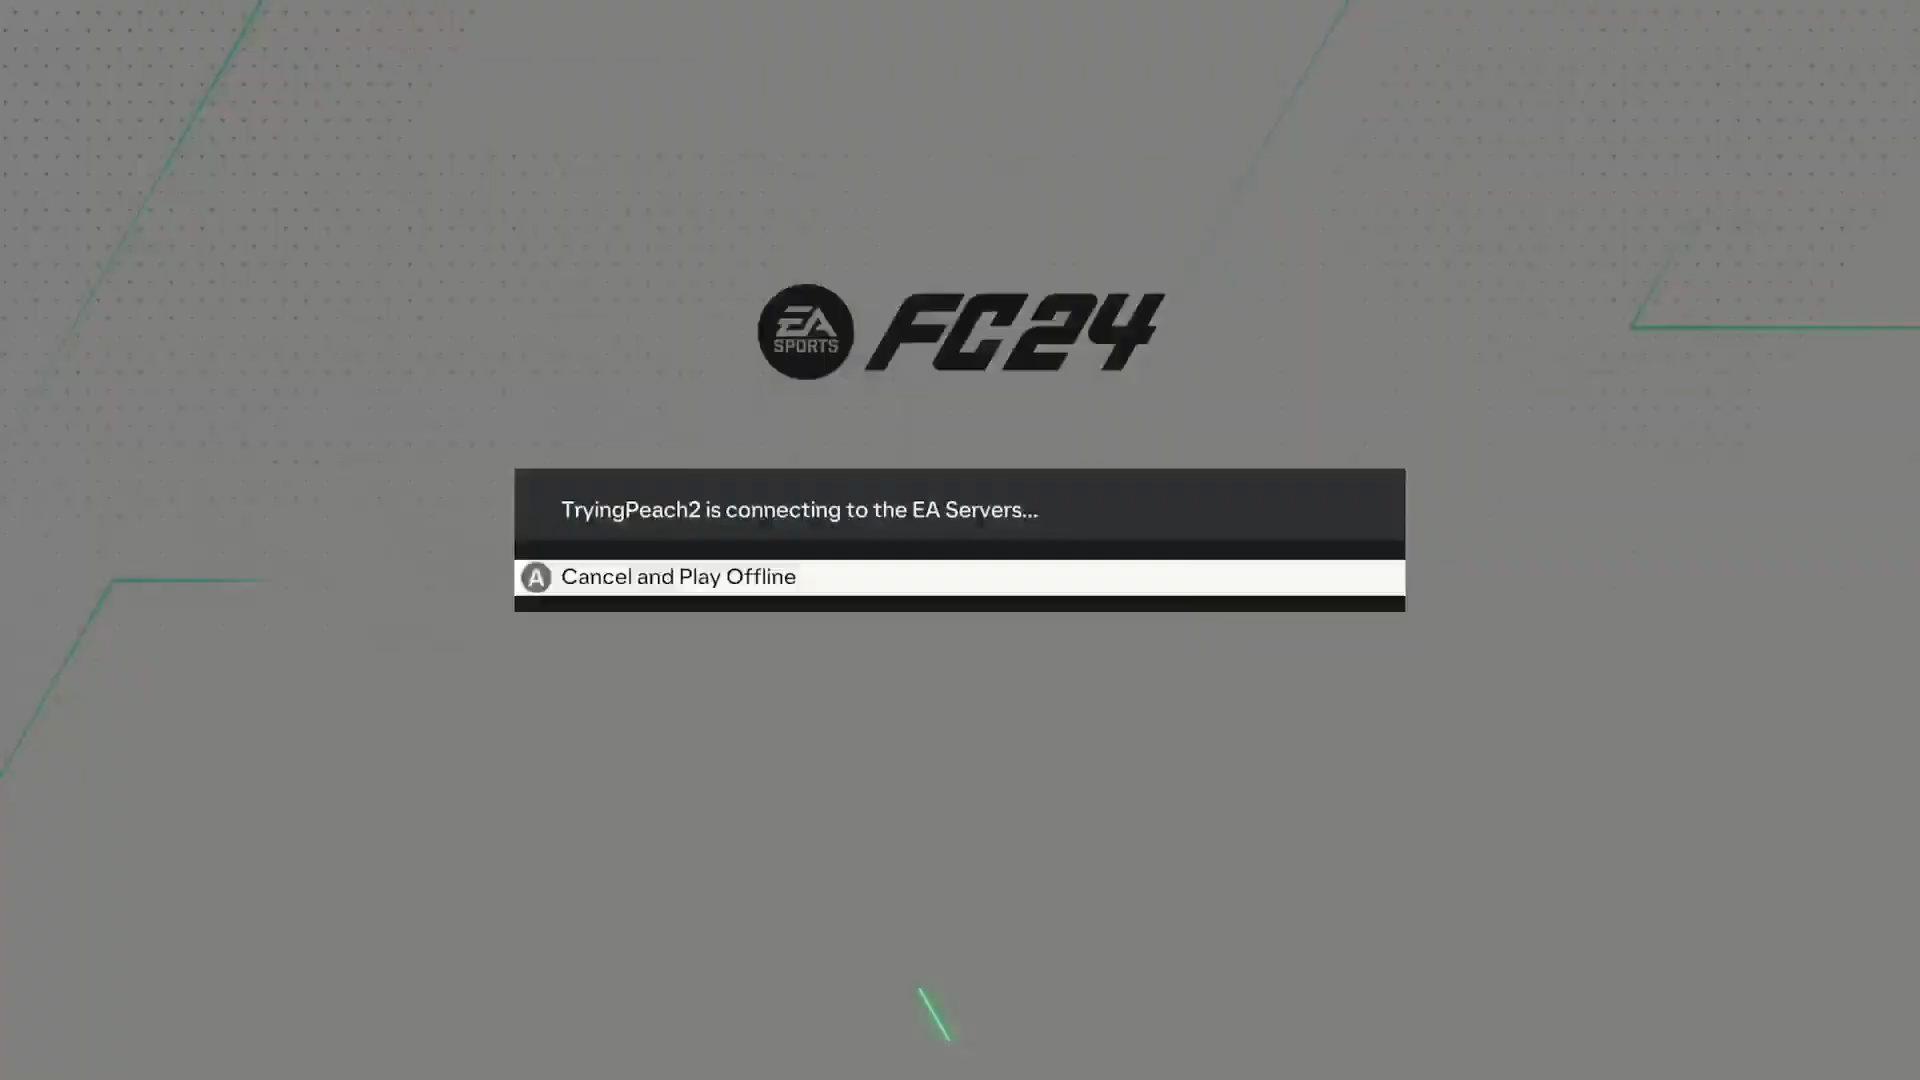 EA
SPORTS
FC24
TryingPeach2 is connecting to the EA Servers...
A Cancel and Play Offline